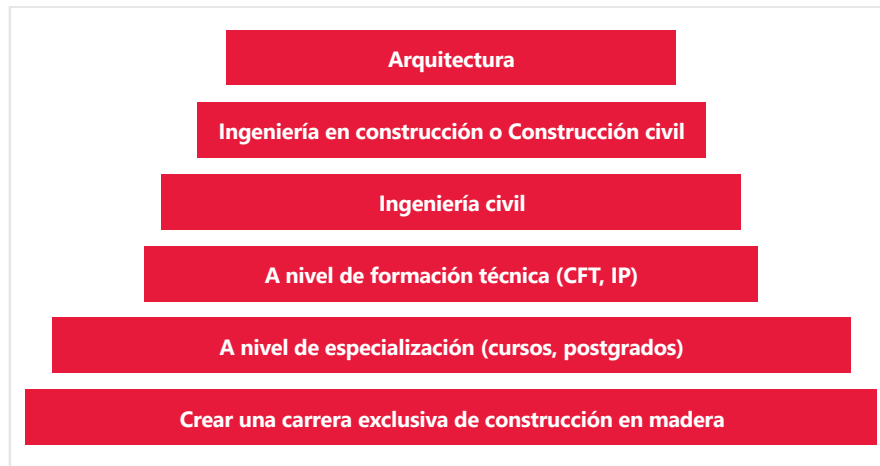 Arquitectura
Ingeniería en construcción o Construcción civil
Ingeniería civil
A nivel de formación técnica (CFT, IP)
A nivel de especialización (cursos, postgrados)
Crear una carrera exclusiva de construcción en madera